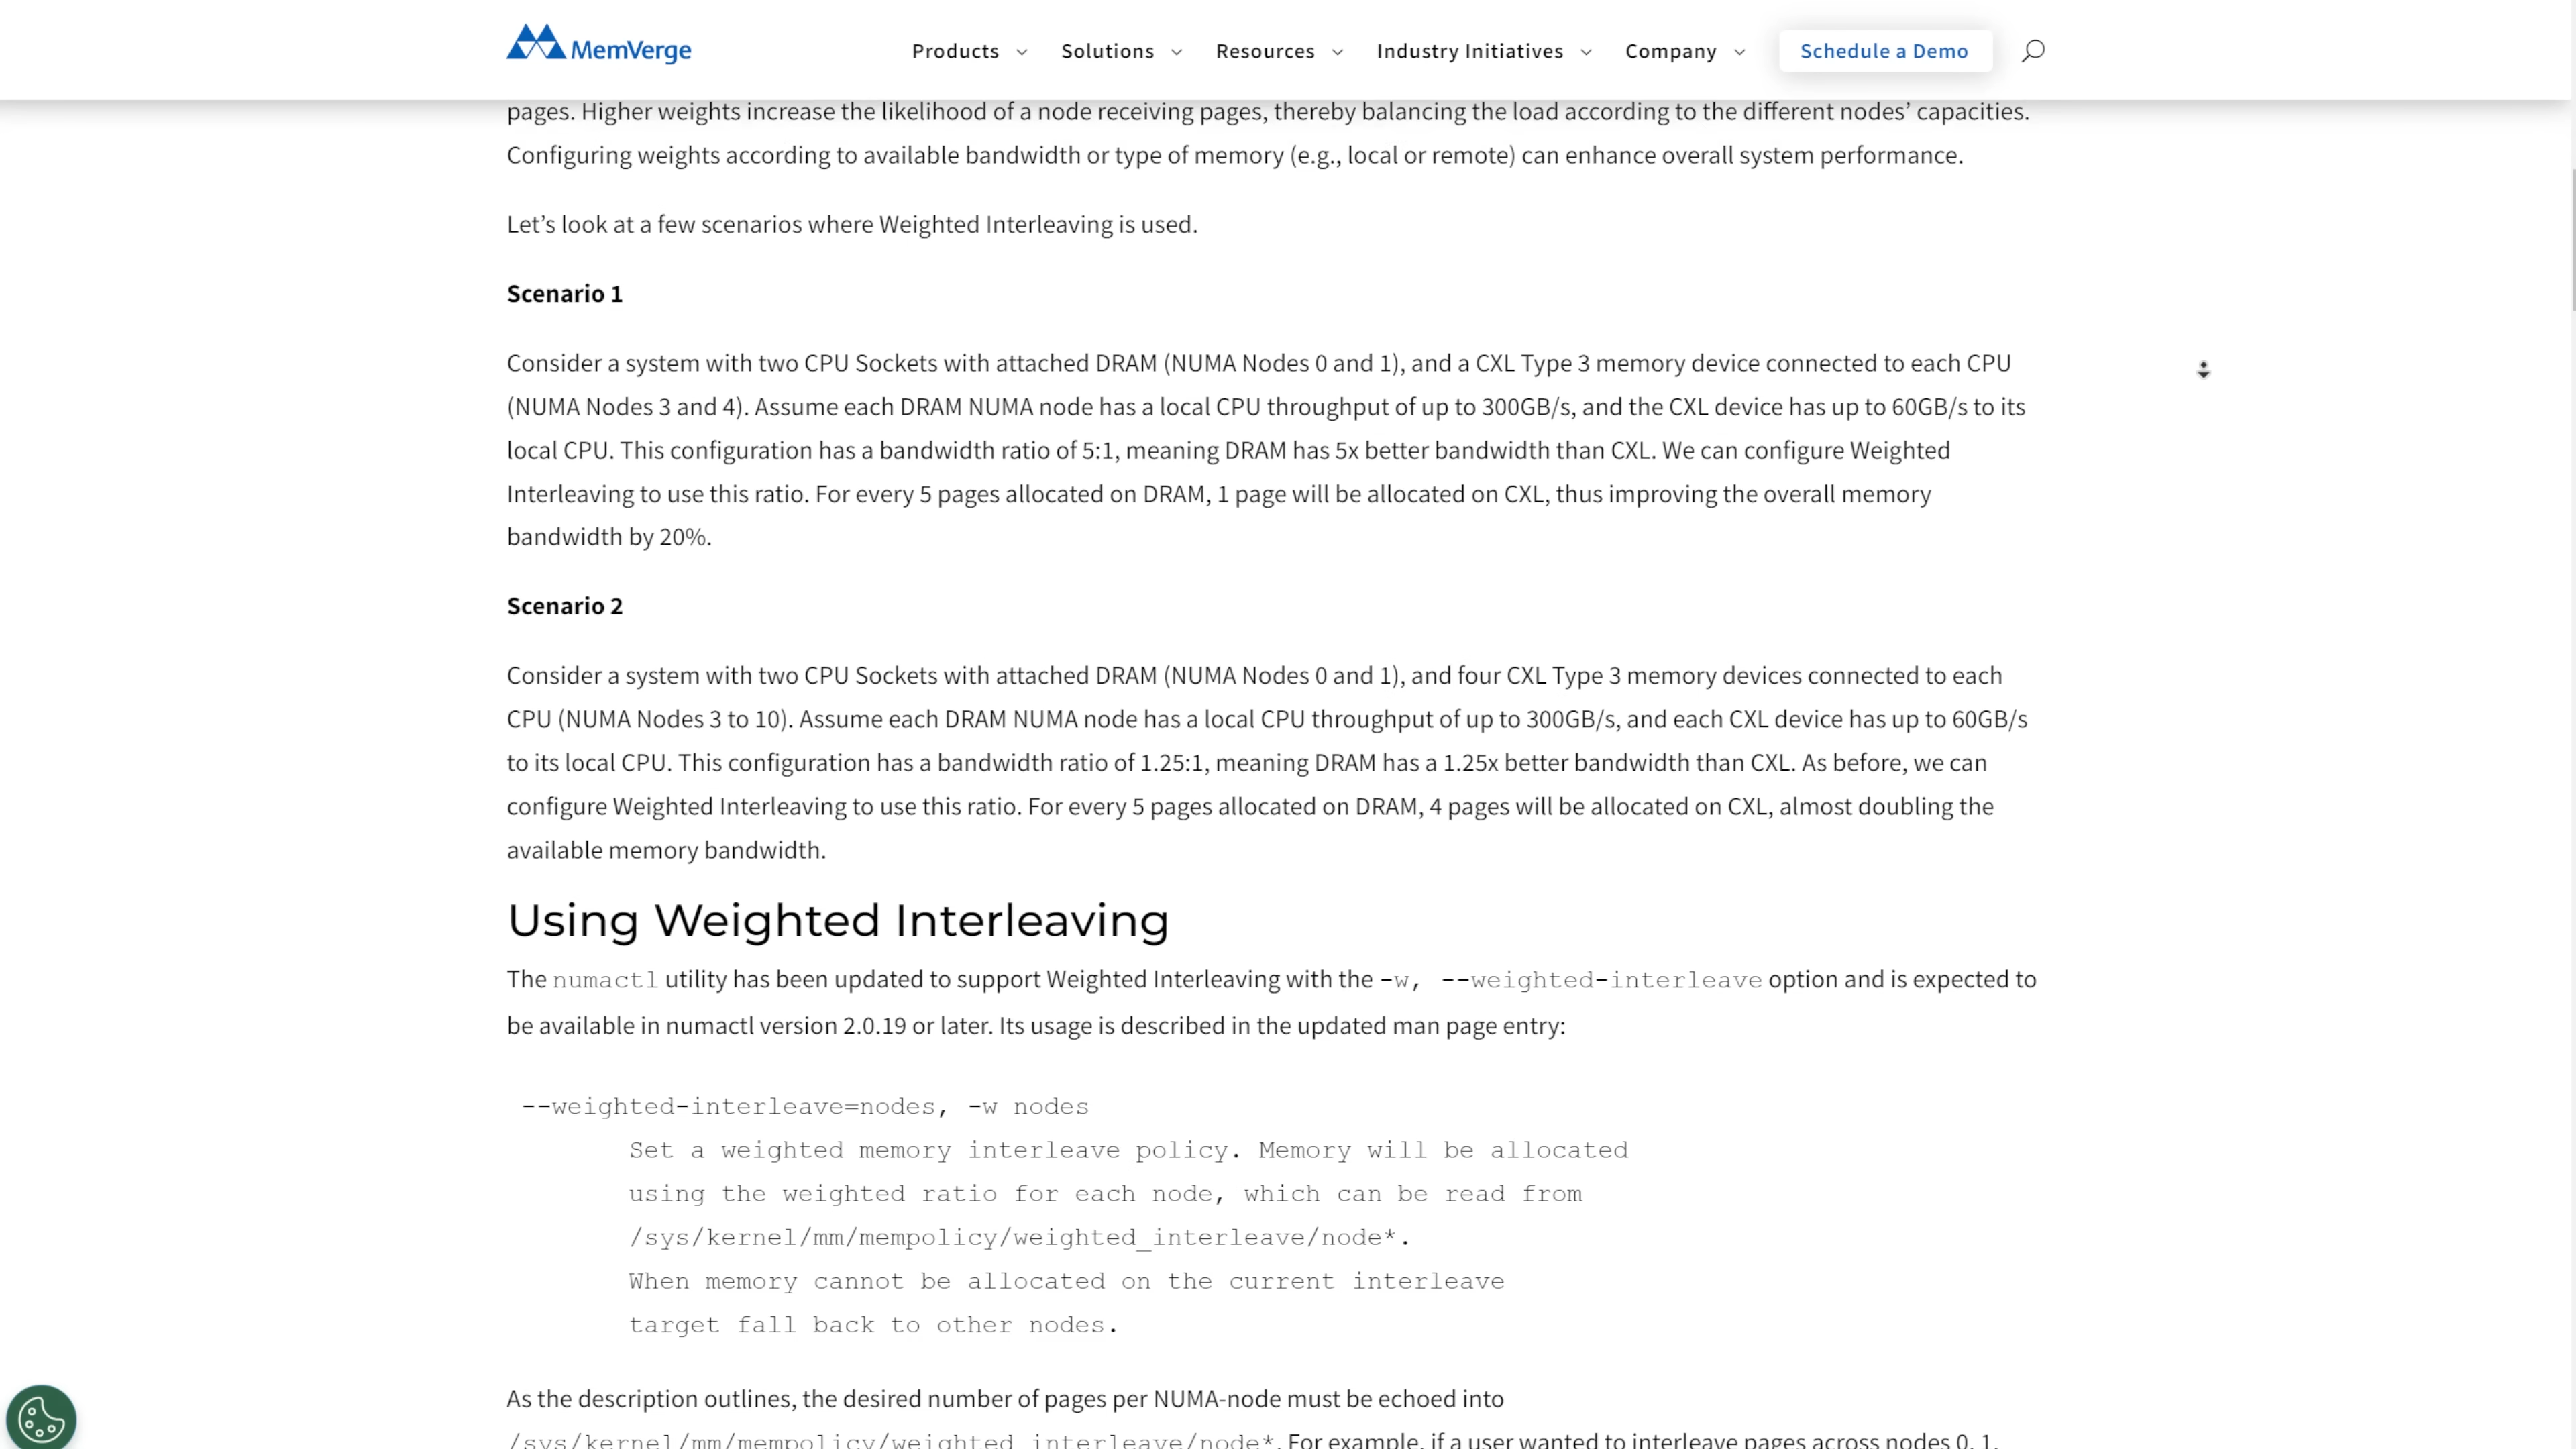 MemVerge
Products
Solutions
Resources
Industry Initiatives
Company
Schedule a Demo
pages. Higher weights increase the likelihood of a node receiving pages, thereby balancing the load according to the different nodes’ capacities.
Configuring weights according to available bandwidth or type of memory (e.g., local or remote) can enhance overall system performance.
Let’s look at a few scenarios where Weighted Interleaving is used.
Scenario 1
Consider a system with two CPU Sockets with attached DRAM (NUMA Nodes 0 and 1), and a CXL Type 3 memory device connected to each CPU
(NUMA Nodes 3 and 4). Assume each DRAM NUMA node has a local CPU throughput of up to 300GB/s, and the CXL device has up to 60GB/s to its
local CPU. This configuration has a bandwidth ratio of 5:1, meaning DRAM has 5x better bandwidth than CXL. We can configure Weighted
Interleaving to use this ratio. For every 5 pages allocated on DRAM, 1 page will be allocated on CXL, thus improving the overall memory
bandwidth by 20%.
Scenario 2
Consider a system with two CPU Sockets with attached DRAM (NUMA Nodes 0 and 1), and four CXL Type 3 memory devices connected to each
CPU (NUMA Nodes 3 to 10). Assume each DRAM NUMA node has a local CPU throughput of up to 300GB/s, and each CXL device has up to 60GB/s
to its local CPU. This configuration has a bandwidth ratio of 1.25:1, meaning DRAM has a 1.25x better bandwidth than CXL. As before, we can
configure Weighted Interleaving to use this ratio. For every 5 pages allocated on DRAM, 4 pages will be allocated on CXL, almost doubling the
available memory bandwidth.
Using Weighted Interleaving
The numactl utility has been updated to support Weighted Interleaving with the -w, --weighted-interleave option and is expected to
be available in numactl version 2.0.19 or later. Its usage is described in the updated man page entry:
--weighted-interleave=nodes, -w nodes
Set a weighted memory interleave policy. Memory will be allocated
using the weighted ratio for each node, which can be read from
/sys/kernel/mm/mempolicy/weighted_interleave/node*.
When memory cannot be allocated on the current interleave
target fall back to other nodes.
As the description outlines, the desired number of pages per NUMA-node must be echoed into
/sys/kernel/mm/mempolicy/weighted_interleave/node*. For example, if a user wanted to interleave pages across nodes 0, 1,